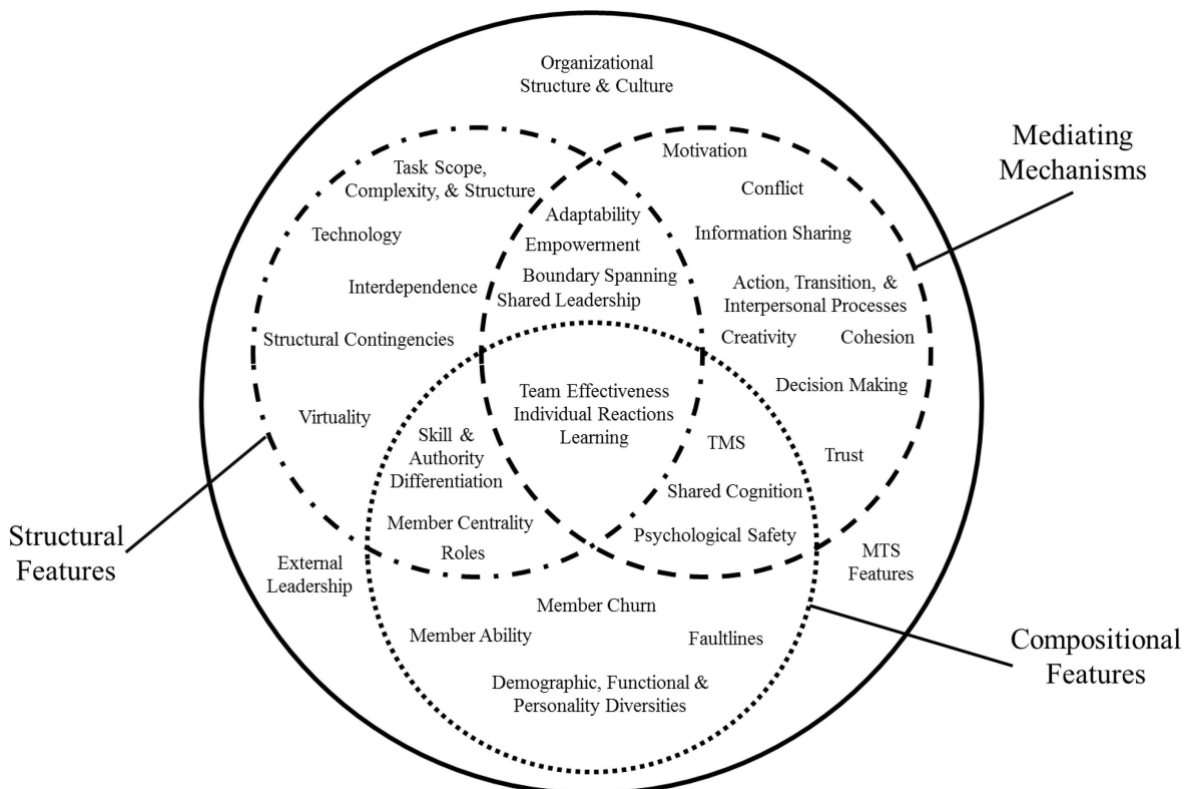 Organizational
Structure & Culture
Mediating
Mechanisms
Motivation
Task Scope,
Complexity, & Structure
Conflict
Adaptability
Technology
Information Sharing
Empowerment
Boundary Spanning
Interdependence
Action, Transition, &
Interpersonal Processes
Shared Leadership
Structural Contingencies
Creativity
Cohesion
Decision Making
Team Effectiveness
Individual Reactions
Learning
Virtuality
Skill &
Authority
Differentiation
TMS
Trust
Shared Cognition
Member Centrality
Roles
Psychological Safety
Structural
Features
External
Leadership
MTS
Features
Member Churn
Member Ability
Faultlines
Compositional
Features
Demographic, Functional &
Personality Diversities